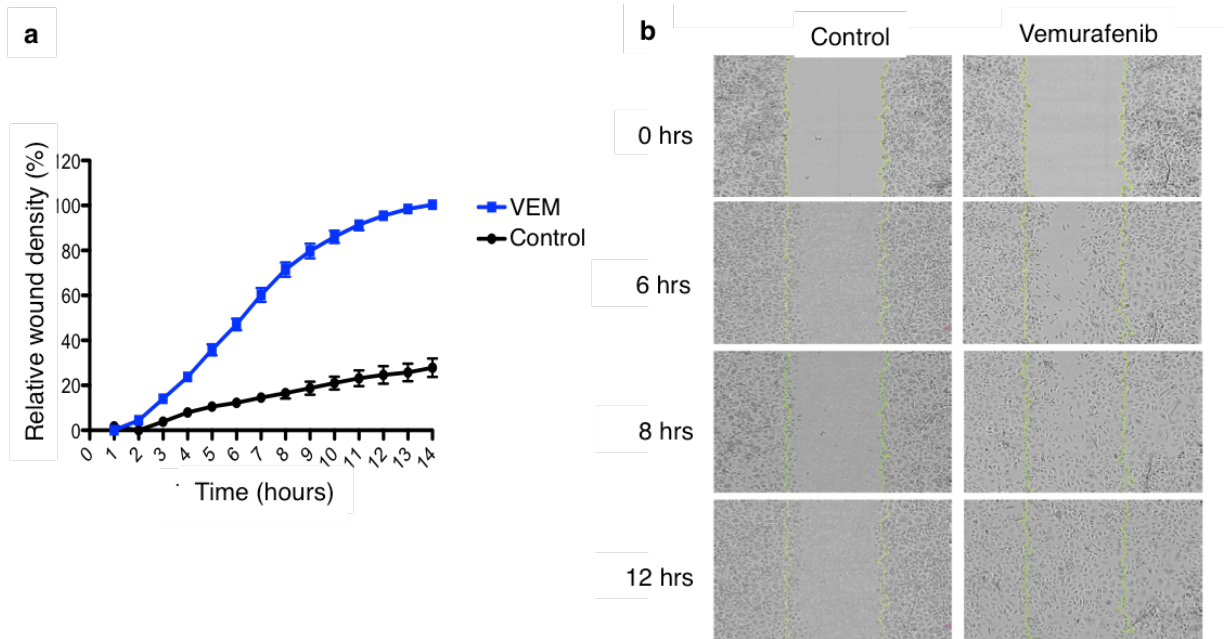 a
Relative wound density (%)
120
100
80
60
40
20
0
0 1 2 3 4 5 6 7 8 9 10 11 12 13 14
Time (hours)
VEM
Control
b
Control
Vemurafenib
0 hrs
6 hrs
8 hrs
12 hrs